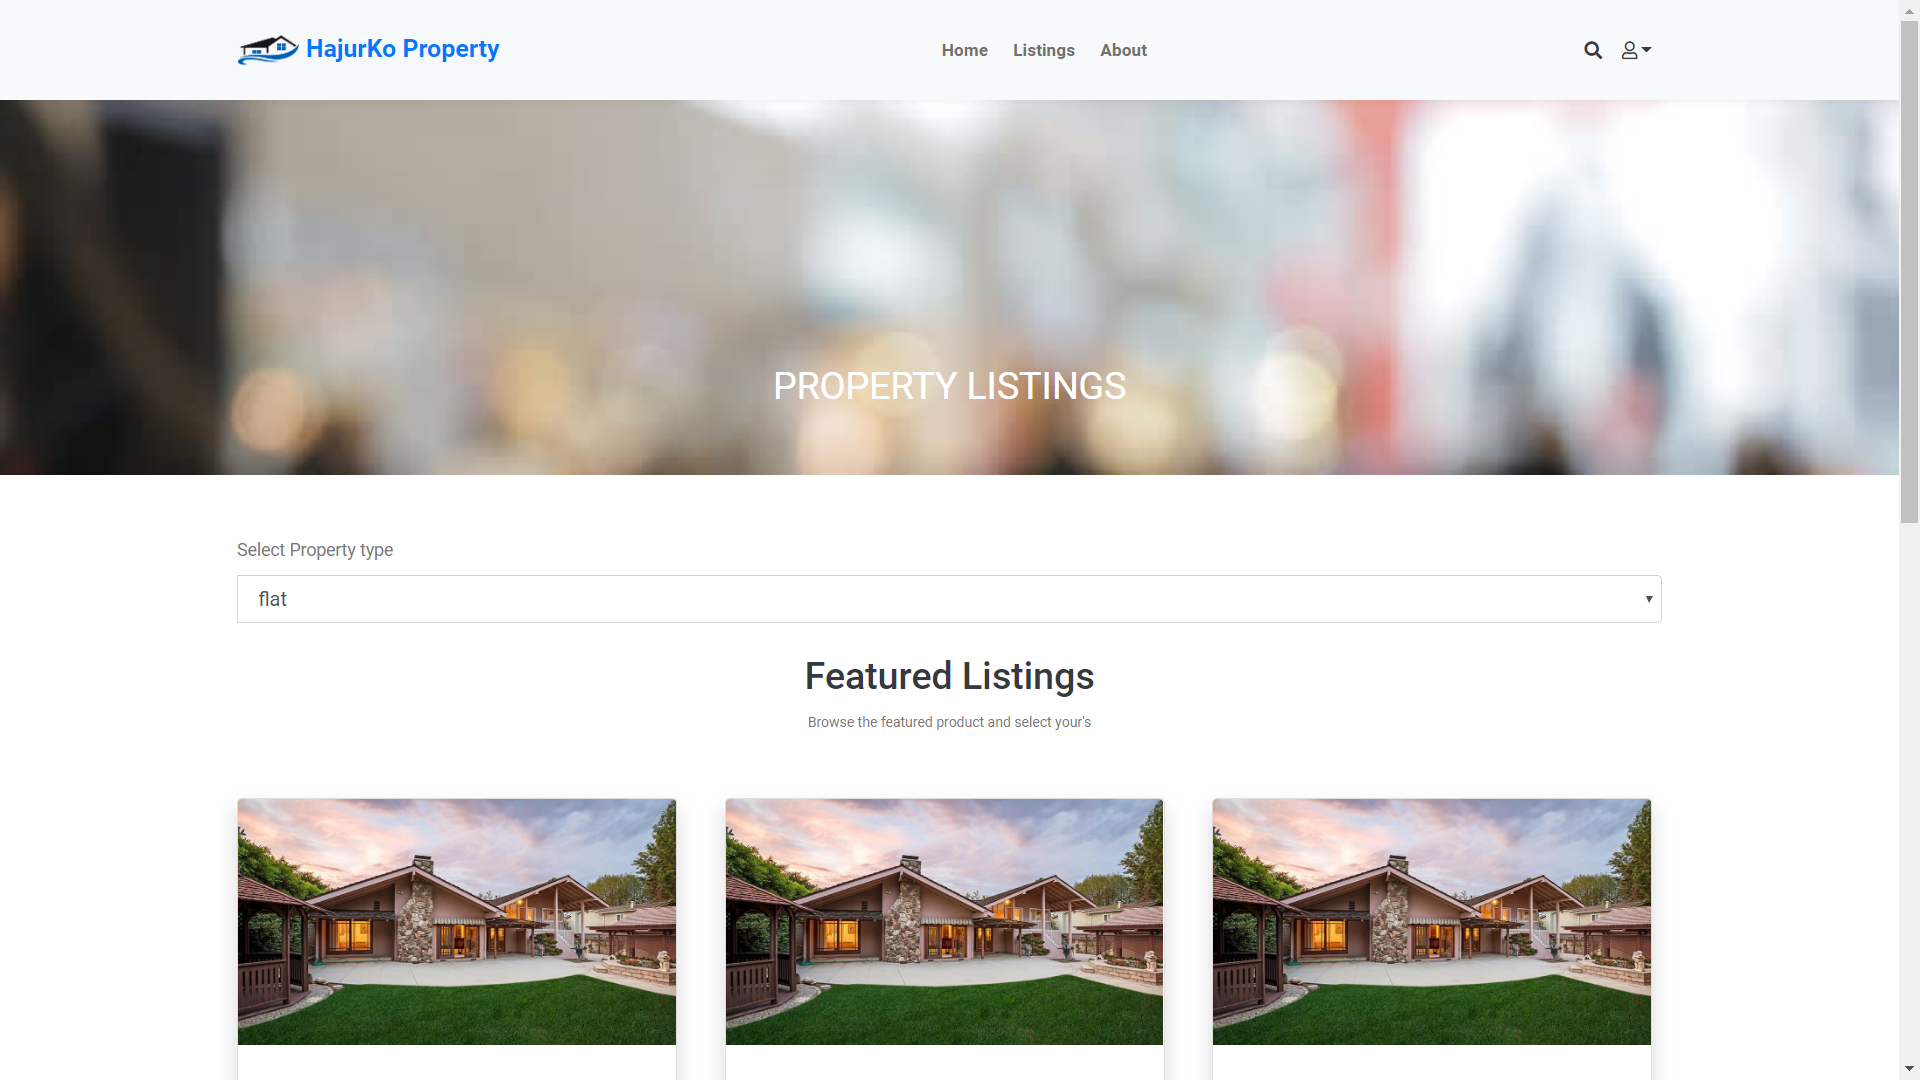 HajurKo Property
Home
Listings
About
PROPERTY LISTINGS
Select Property type
flat
Featured Listings
Browse the featured product and select your's